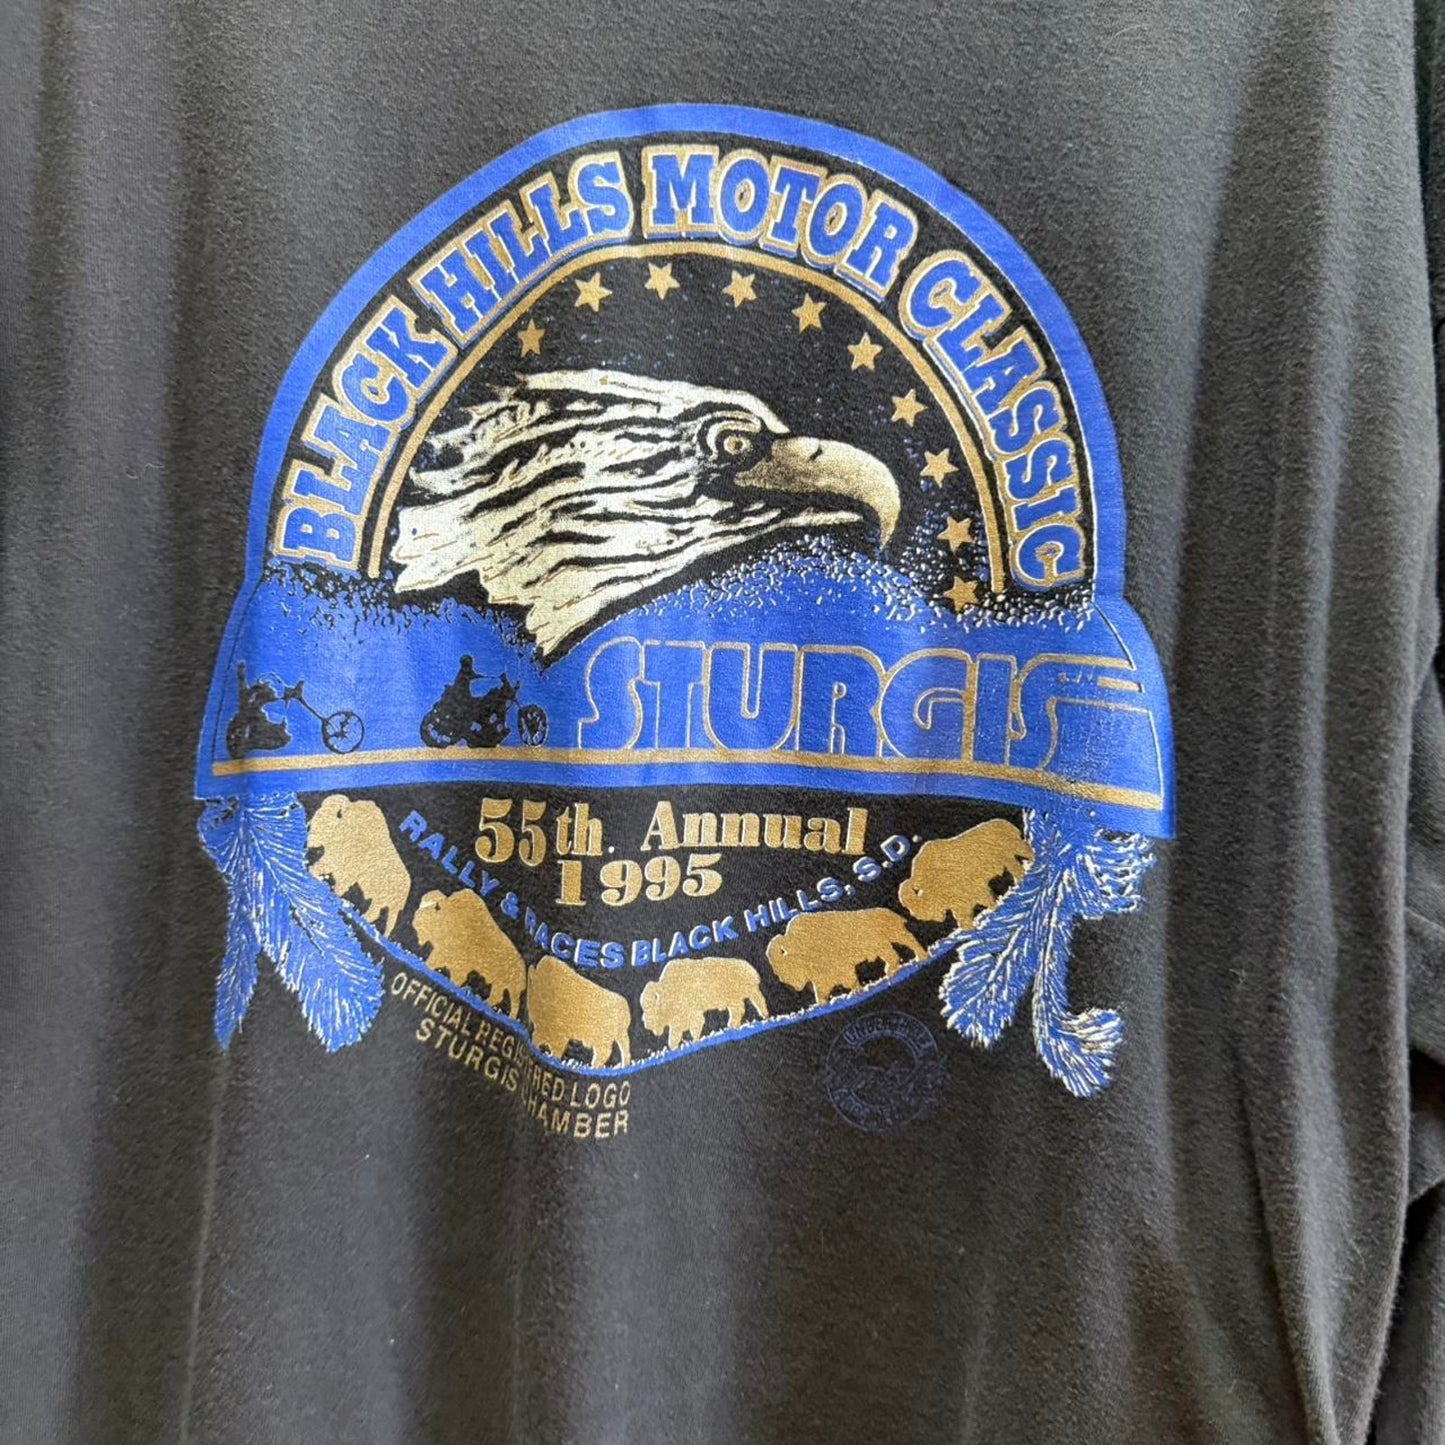 BLACK HILLS MOTOR CLASSIC
STURGIS
55th. Annual
1995
RALLY & RACES BLACK HILLS, S.D.
OFFICIAL REGISTERED LOGO
STURGIS CHAMBER